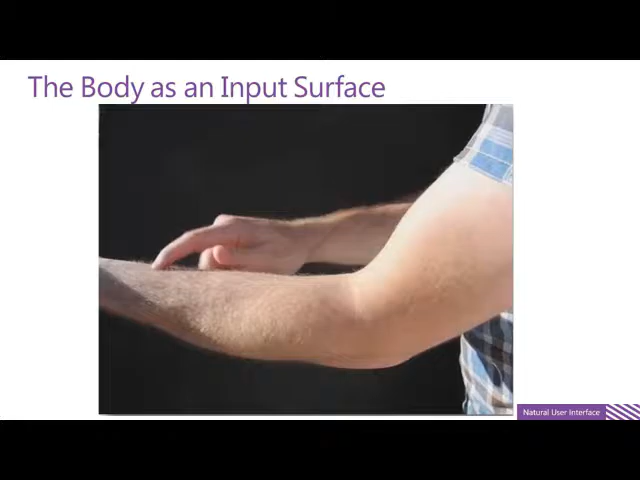 The Body as an Input Surface
Natural User Interface